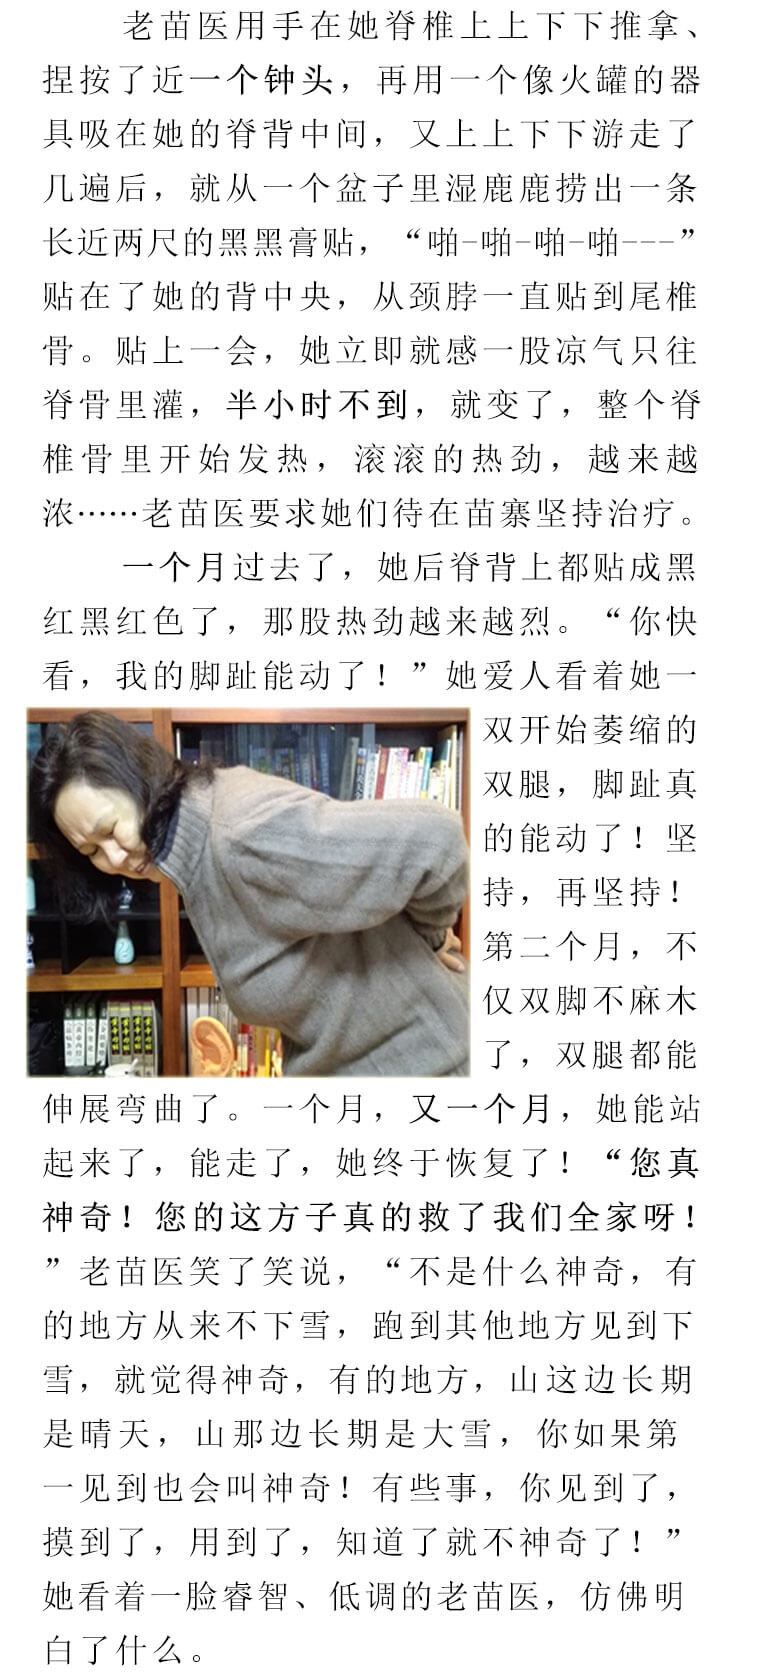 老苗医用手在她脊椎上上下下推拿、
捏按了近一个钟头，再用一个像火罐的器
具吸在她的脊背中间，又上上下下游走了
几遍后，就从一个盆子里湿鹿鹿捞出一条
长近两尺的黑黑膏贴，“啪-啪-啪-啪---”
贴在了她的背中央，从颈脖一直贴到尾椎
骨。贴上一会，她立即就感一股凉气只往
脊骨里灌，半小时不到，就变了，整个脊
椎骨里开始发热，滚滚的热劲，越来越
浓……老苗医要求她们待在苗寨坚持治疗。
一个月过去了，她后脊背上都贴成黑
红黑红色了，那股热劲越来越烈。“你快
看，我的脚趾能动了！”她爱人看着她一
双开始萎缩的
双腿，脚趾真
的能动了！坚
持，再坚持！
第二个月，不
仅双脚不麻木
了，双腿都能
伸展弯曲了。一个月，又一个月，她能站
起来了，能走了，她终于恢复了！“您真
神奇！您的这方子真的救了我们全家呀！
”老苗医笑了笑说，“不是什么神奇，有
的地方从来不下雪，跑到其他地方见到下
雪，就觉得神奇，有的地方，山这边长期
是晴天，山那边长期是大雪，你如果第
一见到也会叫神奇！有些事，你见到了，
摸到了，用到了，知道了就不神奇了！”
她看着一脸睿智、低调的老苗医，仿佛明
白了什么。